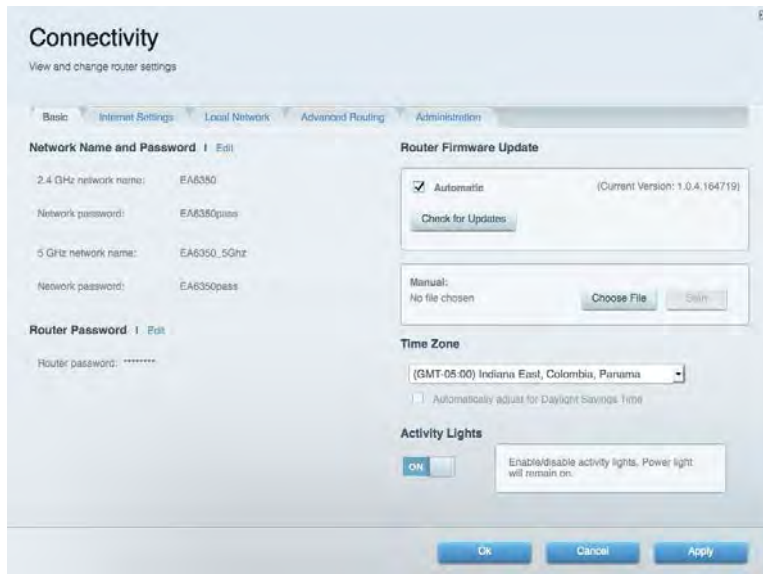 Connectivity
View and change router settings
Basic
Internet Settings
Local Network
Advanced Routing
Administration
Network Name and Password | Edit
2.4 GHz network name: EA6350
Network password: EA6350pass
5 GHz network name: EA6350_5Ghz
Network password: EA6350pass
Router Password | Edit
Router password: ********
Router Firmware Update
Automatic (Current Version: 1.0.4.164719)
Check for Updates
Manual:
No file chosen
Choose File
Start
Time Zone
(GMT-05:00) Indiana East, Colombia, Panama
Automatically adjust for Daylight Savings Time
Activity Lights
ON
Enable/disable activity lights. Power light
will remain on.
Ok
Cancel
Apply